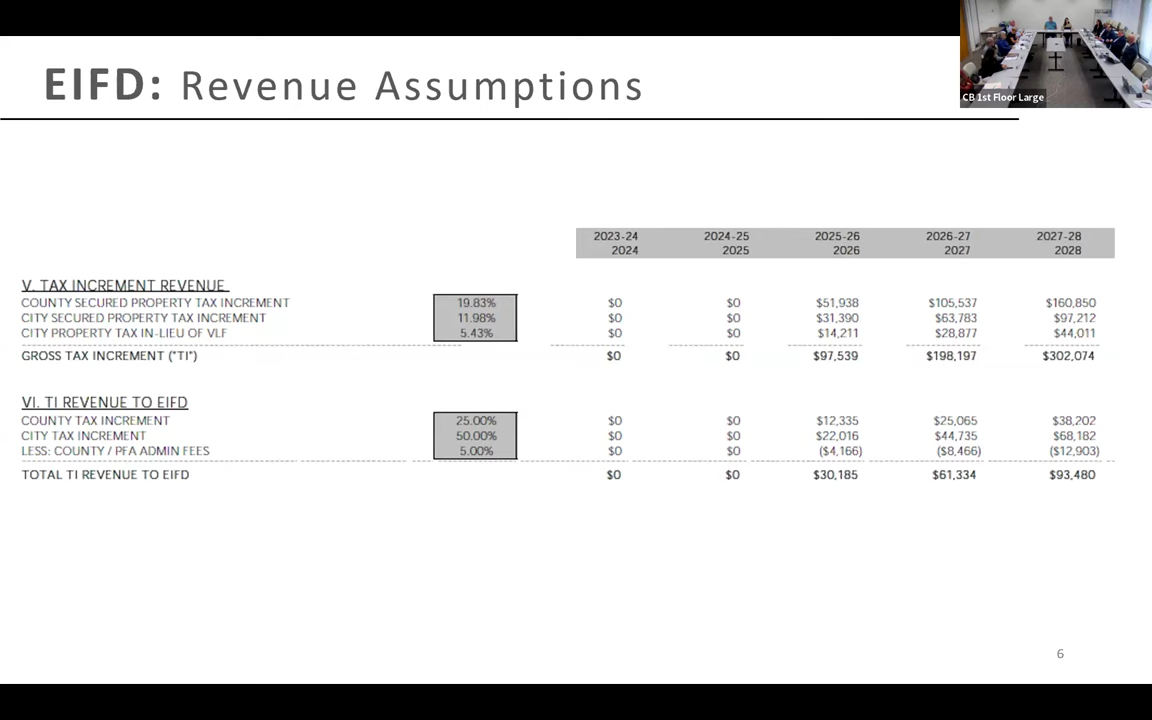 CB 1st Floor Large
EIFD: Revenue Assumptions
2023-24 2024-25 2025-26 2026-27 2027-28
2024 2025 2026 2027 2028
V. TAX INCREMENT REVENUE
COUNTY SECURED PROPERTY TAX INCREMENT 19.83% $0 $0 $51,938 $105,537 $160,850
CITY SECURED PROPERTY TAX INCREMENT 11.98% $0 $0 $31,390 $63,783 $97,212
CITY PROPERTY TAX IN-LIEU OF VLF 5.43% $0 $0 $14,211 $28,877 $44,011
GROSS TAX INCREMENT ("TI") $0 $0 $97,539 $198,197 $302,074
VI. TI REVENUE TO EIFD
COUNTY TAX INCREMENT 25.00% $0 $0 $12,335 $25,065 $38,202
CITY TAX INCREMENT 50.00% $0 $0 $22,016 $44,735 $68,182
LESS: COUNTY / PFA ADMIN FEES 5.00% $0 $0 ($4,166) ($8,466) ($12,903)
TOTAL TI REVENUE TO EIFD $0 $0 $30,185 $61,334 $93,480
6